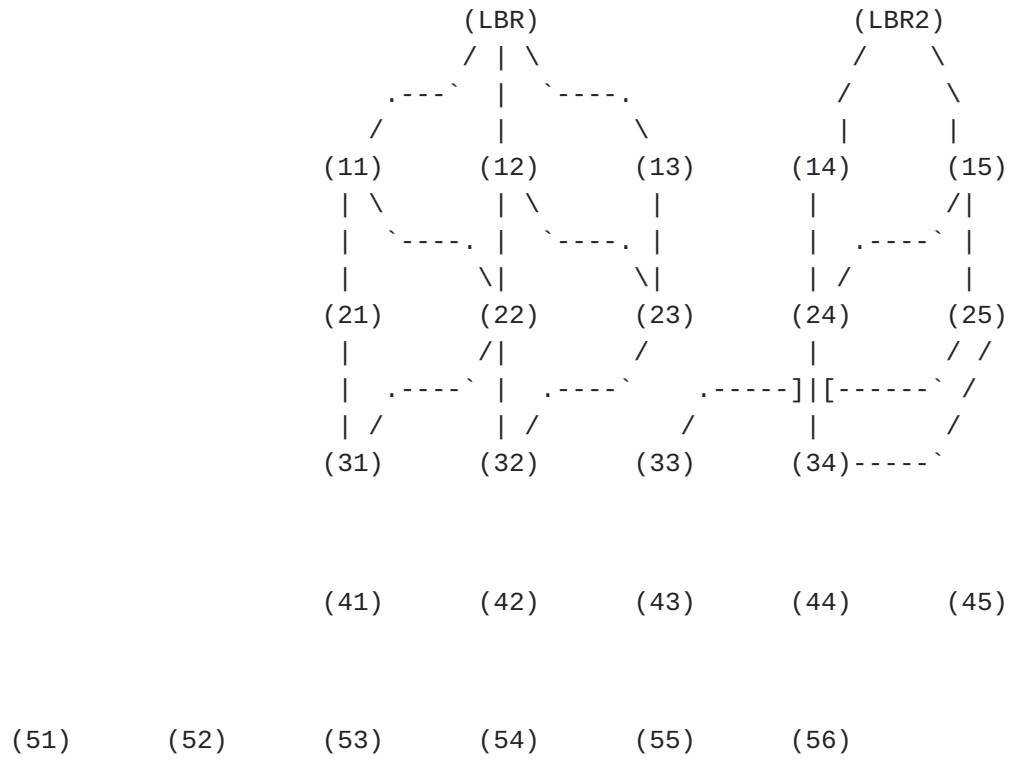 (LBR)                    (LBR2)
                              / | \                    /    \
                         .---`  |  `----.             /      \
                        /       |        \            |      |
                     (11)      (12)      (13)      (14)      (15)
                      | \       | \       |         |        /|
                      |  `----. |  `----. |         |  .----` |
                      |        \|        \|         | /       |
                     (21)      (22)      (23)      (24)      (25)
                      |        /|        /          |        / /
                      |  .----` |  .----`    .-----]|[------` /
                      | /       | /         /       |        /
                     (31)      (32)      (33)      (34)-----`
                     (41)      (42)      (43)      (44)      (45)
 (51)      (52)      (53)      (54)      (55)      (56)